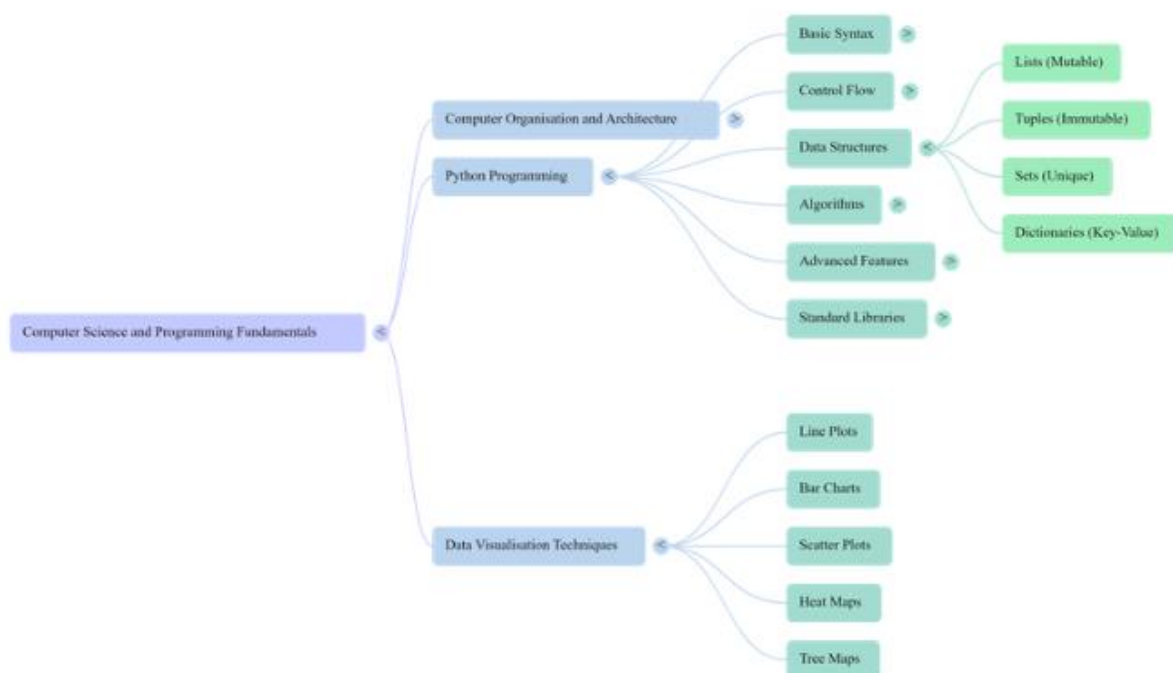 Computer Science and Programming Fundamentals
Computer Organisation and Architecture
Python Programming
Basic Syntax
Control Flow
Data Structures
Lists (Mutable)
Tuples (Immutable)
Sets (Unique)
Dictionaries (Key-Value)
Algorithms
Advanced Features
Standard Libraries
Data Visualisation Techniques
Line Plots
Bar Charts
Scatter Plots
Heat Maps
Tree Maps